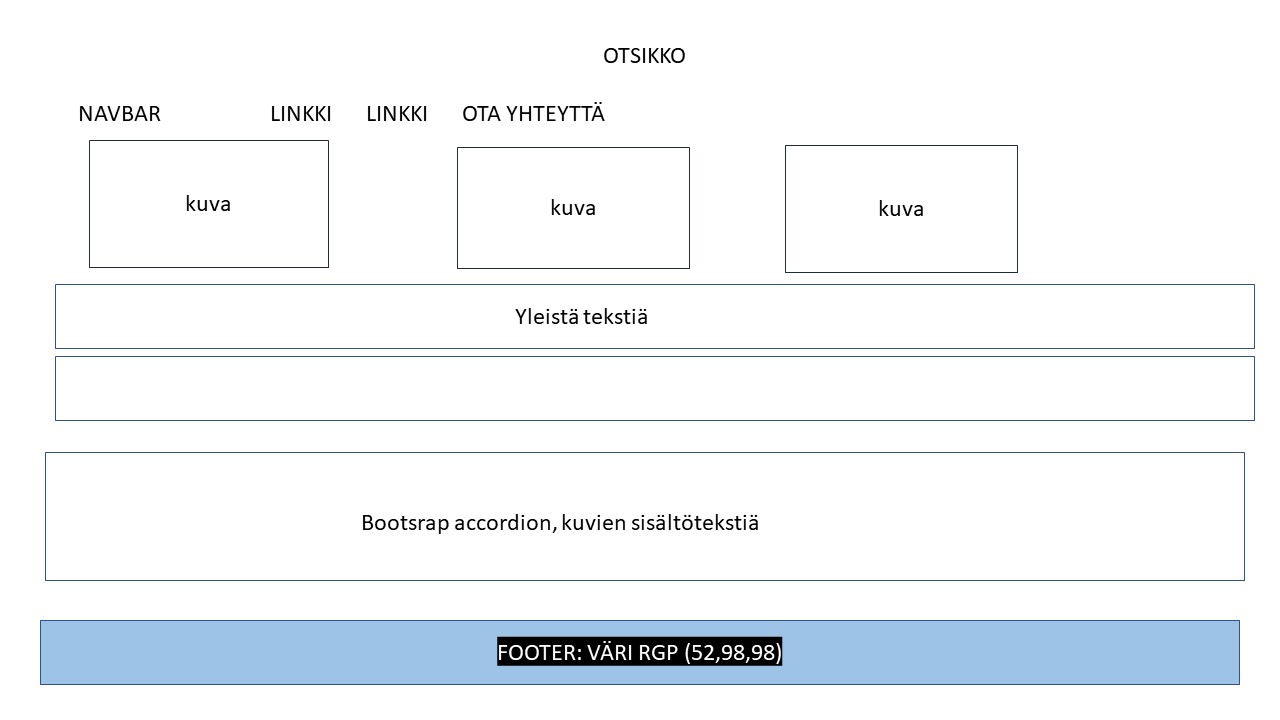 OTSIKKO
NAVBAR LINKKI LINKKI OTA YHTEYTTÄ
kuva kuva kuva
Yleistä tekstiä
Bootsrap accordion, kuvien sisältötekstiä
FOOTER: VÄRI RGP (52,98,98)